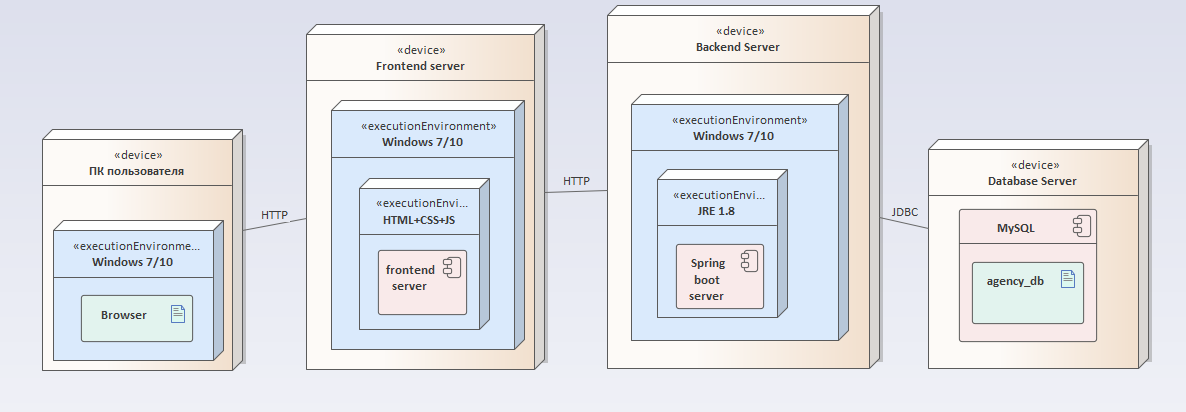 «device»
ПК пользователя
«executionEnvironme...
Windows 7/10
Browser
HTTP
«device»
Frontend server
«executionEnvironment»
Windows 7/10
«executionEnvi...
HTML+CSS+JS
frontend
server
HTTP
«device»
Backend Server
«executionEnvironment»
Windows 7/10
«executionEnvi...
JRE 1.8
Spring
boot
server
JDBC
«device»
Database Server
MySQL
agency_db